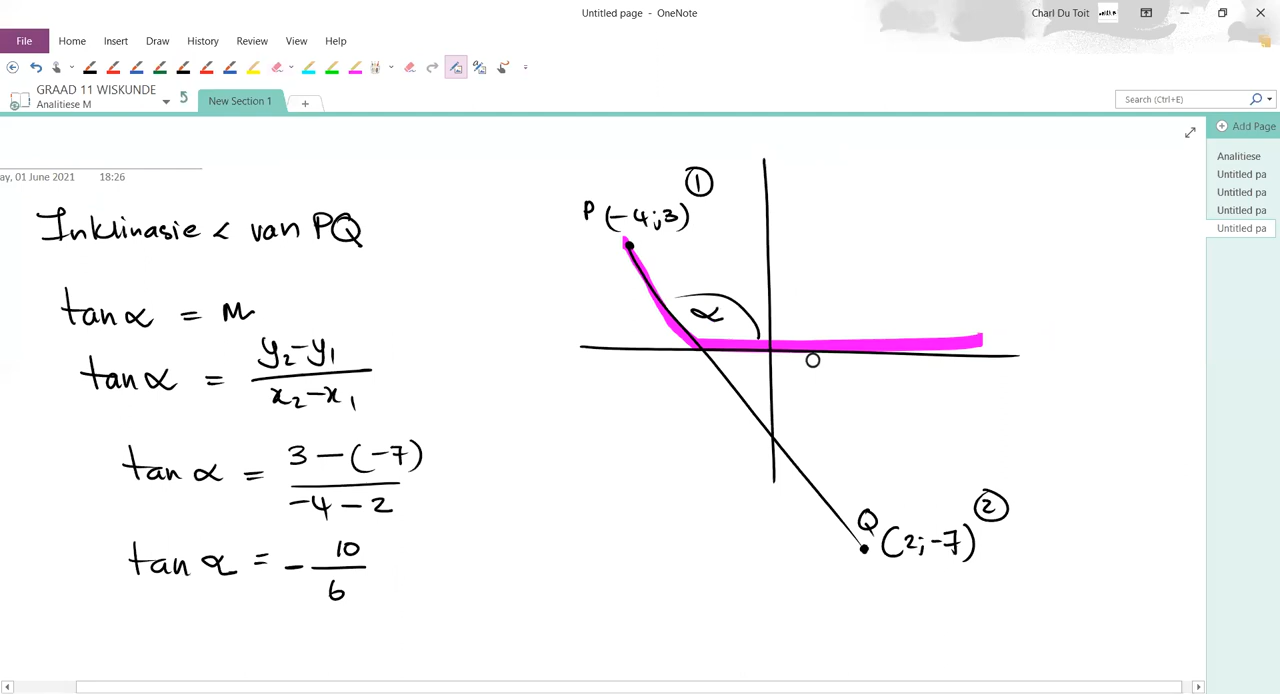 Untitled page - OneNote
Charl Du Toit
File Home Insert Draw History Review View Help
GRAAD 11 WISKUNDE
Analitiese M
New Section 1
+
Search (Ctrl+E)
Add Page
Analitiese
Untitled pa
Untitled pa
Untitled pa
Untitled pa
ay, 01 June 2021 18:26
Inklinasie < van PQ
tan α = M
tan α = y₂-y₁ / x₂-x₁
tan α = 3-(-7) / -4-2
tan α = - 10 / 6
①
P (-4;3)
α
②
Q (2;-7)